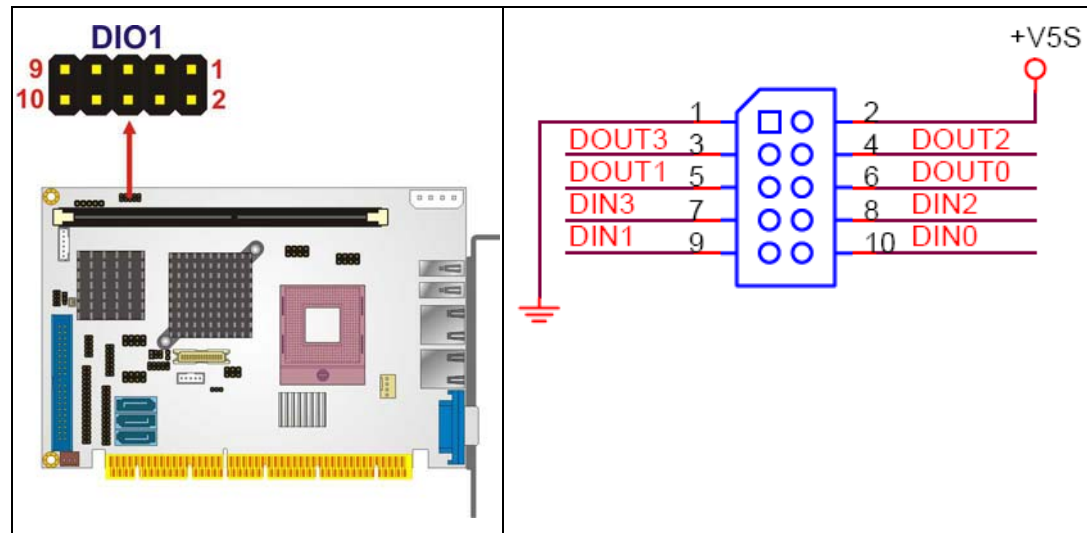 DIO1
9 1
10 2
+V5S
1 2
DOUT3 3 4 DOUT2
DOUT1 5 6 DOUT0
DIN3 7 8 DIN2
DIN1 9 10 DIN0